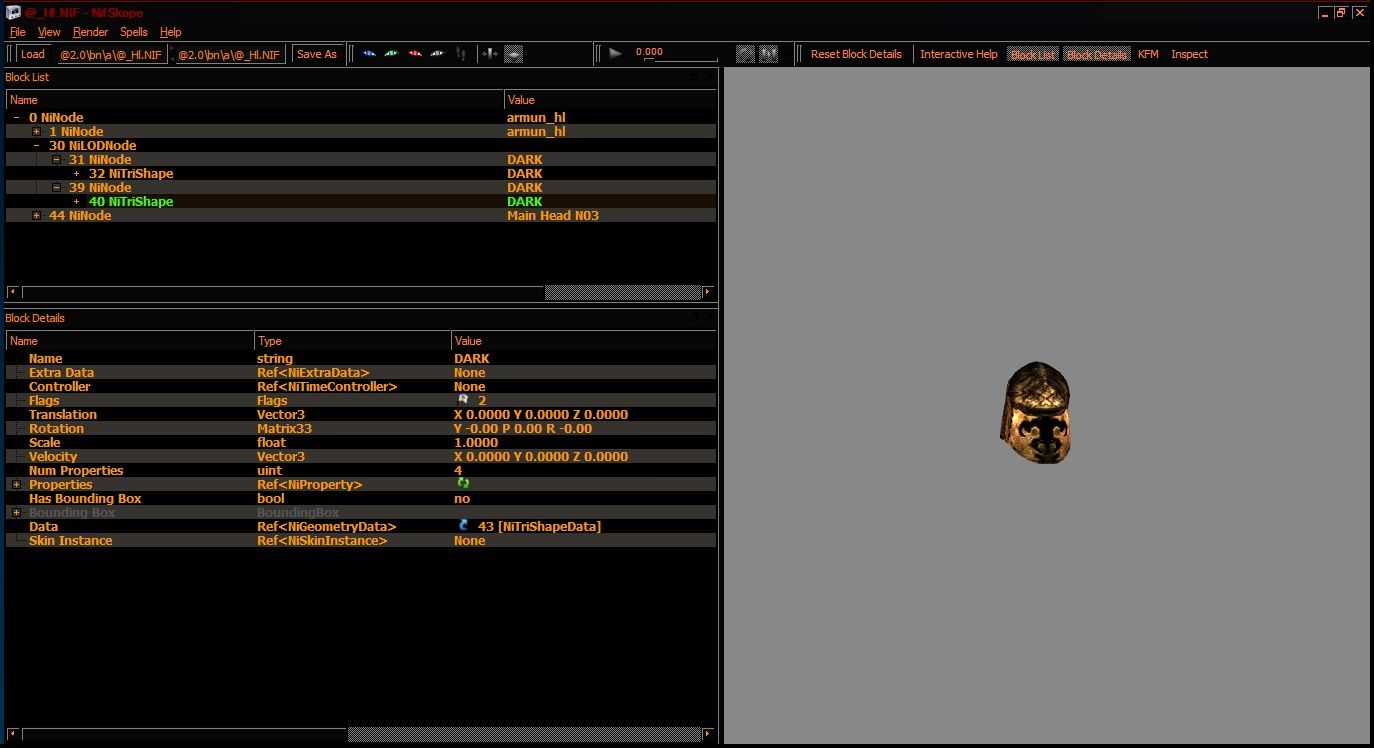 @_Hl.NIF - NifSkope
File View Render Spells Help
Load @2.0\bn\a\@_Hl.NIF @2.0\bn\a\@_Hl.NIF Save As 0.000 Reset Block Details Interactive Help Block List Block Details KFM Inspect
Block List
Name Value
0 NiNode armun_hl
1 NiNode armun_hl
30 NiLODNode
31 NiNode DARK
32 NiTriShape DARK
39 NiNode DARK
40 NiTriShape DARK
44 NiNode Main Head N03
Block Details
Name Type Value
Name string DARK
Extra Data Ref<NiExtraData> None
Controller Ref<NiTimeController> None
Flags Flags 2
Translation Vector3 X 0.0000 Y 0.0000 Z 0.0000
Rotation Matrix33 Y -0.00 P 0.00 R -0.00
Scale float 1.0000
Velocity Vector3 X 0.0000 Y 0.0000 Z 0.0000
Num Properties uint 4
Properties Ref<NiProperty>
Has Bounding Box bool no
Bounding Box BoundingBox
Data Ref<NiGeometryData> 43 [NiTriShapeData]
Skin Instance Ref<NiSkinInstance> None